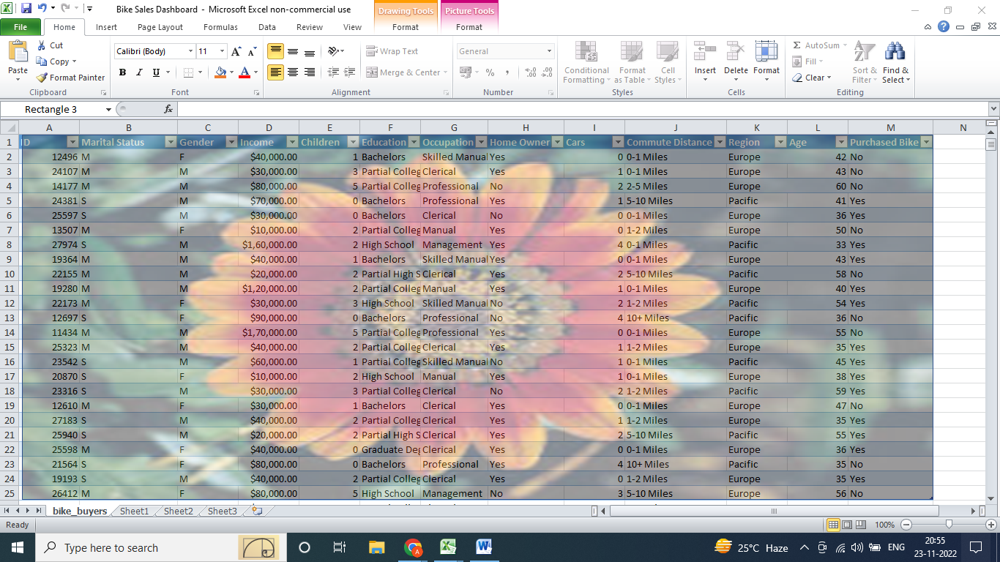 Bike Sales Dashboard - Microsoft Excel non-commercial use
Drawing Tools
Picture Tools
File Home Insert Page Layout Formulas Data Review View Format Format
Paste
Cut
Copy
Format Painter
Calibri (Body) 11
B I U
Wrap Text
Merge & Center
General
Conditional Formatting
Format as Table
Cell Styles
Insert
Delete
Format
AutoSum
Fill
Clear
Sort & Filter
Find & Select
Clipboard Font Alignment Number Styles Cells Editing
Rectangle 3 fx
A B C D E F G H I J K L M N
1 ID Marital Status Gender Income Children Education Occupation Home Owner Cars Commute Distance Region Age Purchased Bike
2 12496 M F $40,000.00 1 Bachelors Skilled Manual Yes 0 0-1 Miles Europe 42 No
3 24107 M M $30,000.00 3 Partial Colleg Clerical Yes 1 0-1 Miles Europe 43 No
4 14177 M M $80,000.00 5 Partial Colleg Professional No 2 2-5 Miles Europe 60 No
5 24381 S M $70,000.00 0 Bachelors Professional Yes 1 5-10 Miles Pacific 41 Yes
6 25597 S M $30,000.00 0 Bachelors Clerical No 0 0-1 Miles Europe 36 Yes
7 13507 M F $10,000.00 2 Partial Colleg Manual Yes 0 1-2 Miles Europe 50 No
8 27974 S M $1,60,000.00 2 High School Management Yes 4 0-1 Miles Pacific 33 Yes
9 19364 M M $40,000.00 1 Bachelors Skilled Manual Yes 0 0-1 Miles Europe 43 Yes
10 22155 M M $20,000.00 2 Partial High S Clerical Yes 2 5-10 Miles Pacific 58 No
11 19280 M M $1,20,000.00 2 Partial Colleg Manual Yes 1 0-1 Miles Europe 40 Yes
12 22173 M F $30,000.00 3 High School Skilled Manual No 2 1-2 Miles Pacific 54 Yes
13 12697 S F $90,000.00 0 Bachelors Professional No 4 10+ Miles Pacific 36 No
14 11434 M M $1,70,000.00 5 Partial Colleg Professional Yes 0 0-1 Miles Europe 55 No
15 25323 M M $40,000.00 2 Partial Colleg Clerical Yes 1 1-2 Miles Europe 35 Yes
16 23542 S M $60,000.00 1 Partial Colleg Skilled Manual No 1 0-1 Miles Pacific 45 Yes
17 20870 S F $10,000.00 2 High School Manual Yes 1 0-1 Miles Europe 38 Yes
18 23316 S M $30,000.00 3 Partial Colleg Clerical No 2 1-2 Miles Pacific 59 Yes
19 12610 M F $30,000.00 1 Bachelors Clerical Yes 0 0-1 Miles Europe 47 No
20 27183 S M $40,000.00 2 Partial Colleg Clerical Yes 1 1-2 Miles Europe 35 Yes
21 25940 S M $20,000.00 2 Partial High S Clerical Yes 2 5-10 Miles Pacific 55 Yes
22 25598 M F $40,000.00 0 Graduate Deg Clerical Yes 0 0-1 Miles Europe 36 Yes
23 21564 S F $80,000.00 0 Bachelors Professional Yes 4 10+ Miles Pacific 35 No
24 19193 S M $40,000.00 2 Partial Colleg Clerical Yes 0 1-2 Miles Europe 35 Yes
25 26412 M F $80,000.00 5 High School Management No 3 5-10 Miles Europe 56 No
bike_buyers Sheet1 Sheet2 Sheet3
Ready 100%
Type here to search 25°C Haze ENG 20:55
23-11-2022